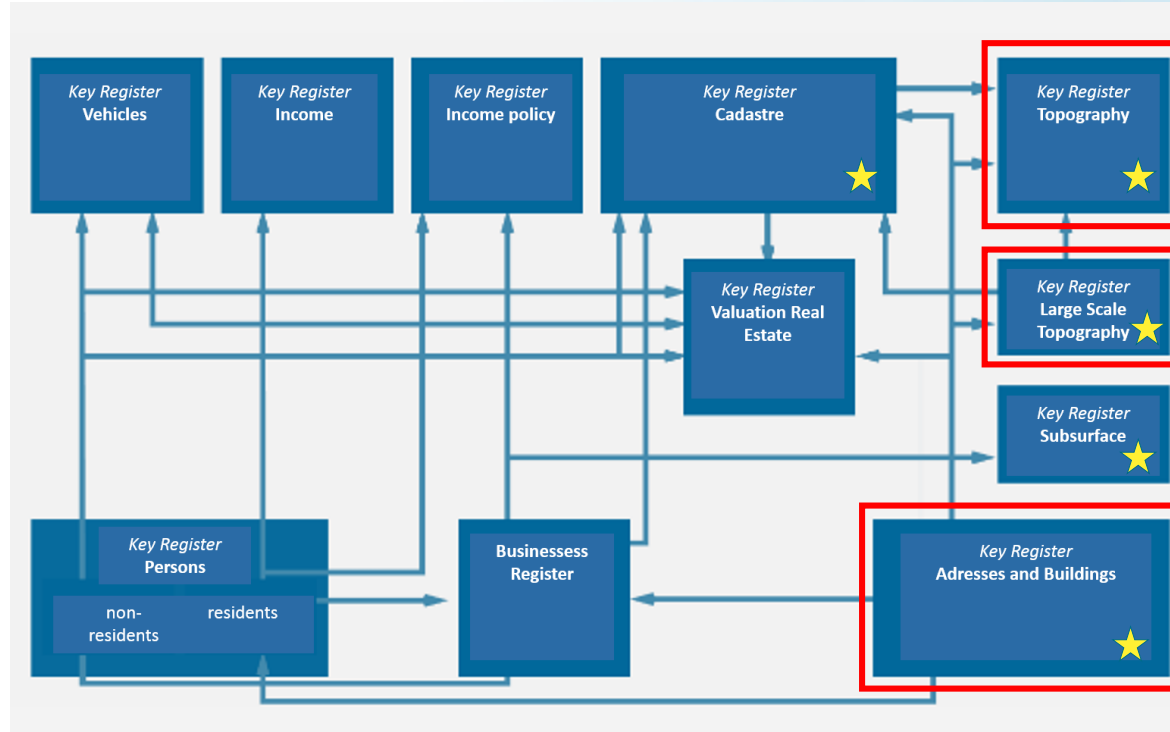 Key Register
Vehicles
Key Register
Income
Key Register
Income policy
Key Register
Cadastre
Key Register
Topography
Key Register
Valuation Real
Estate
Key Register
Large Scale
Topography
Key Register
Subsurface
Key Register
Persons
non-
residents
residents
Businessess
Register
Key Register
Adresses and Buildings